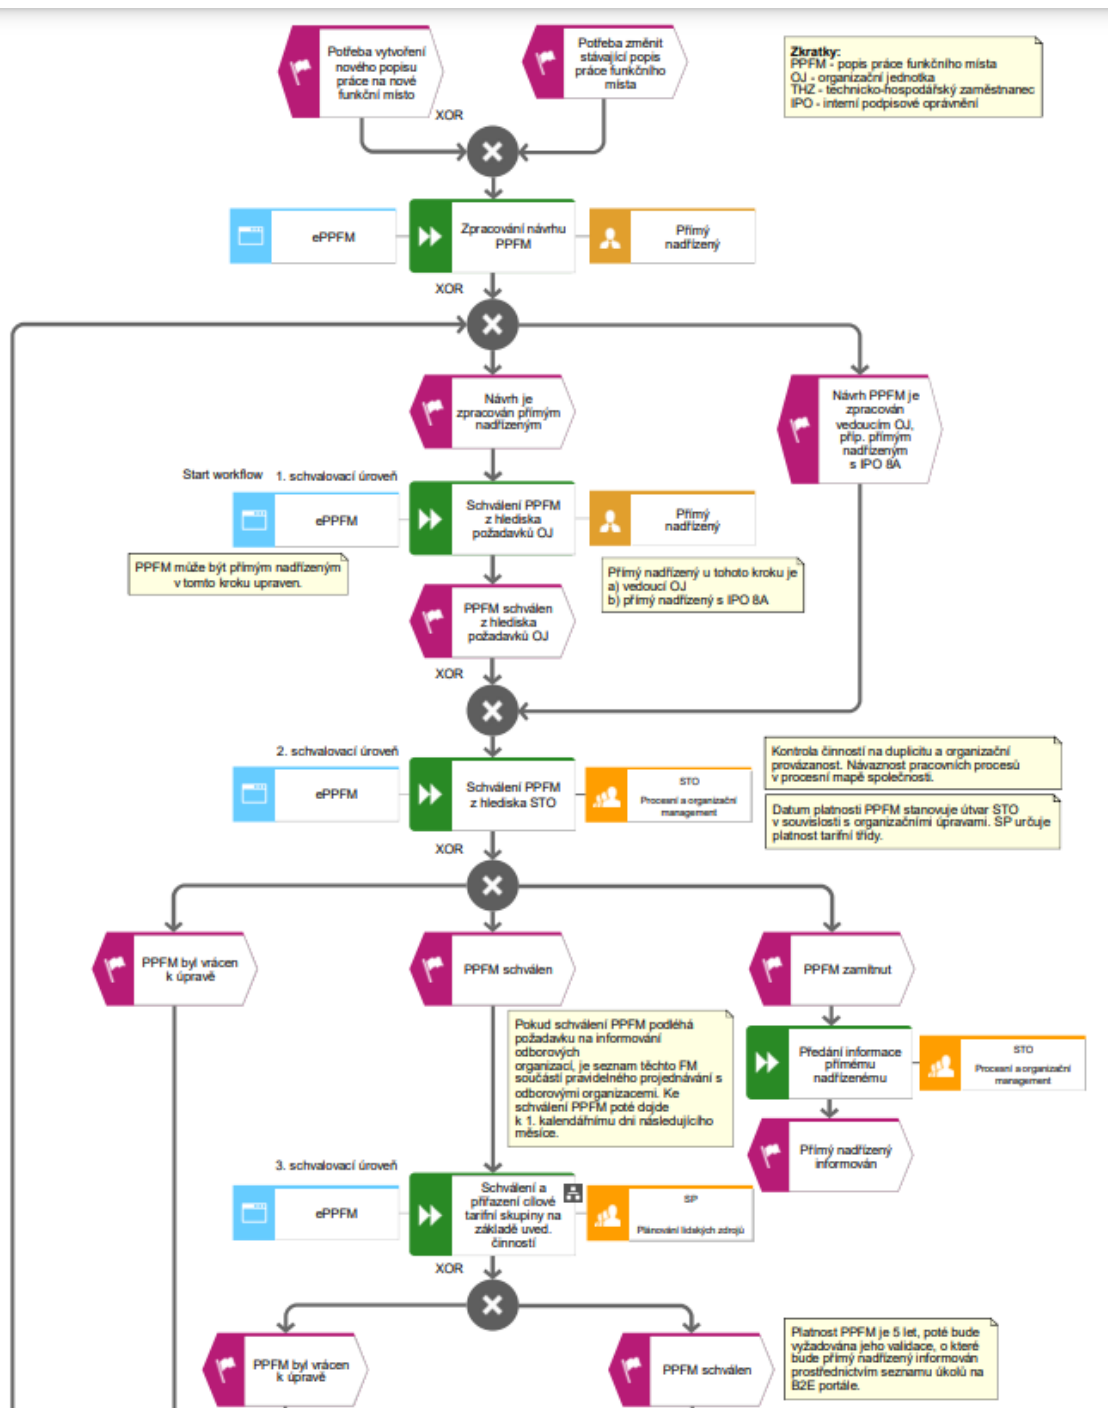 Potřeba vytvoření
nového popisu
práce na nové
funkční místo
Potřeba změnit
stávající popis
práce funkčního
místa
Zkratky:
PPFM - popis práce funkčního místa
OJ - organizační jednotka
THZ - technicko-hospodářský zaměstnanec
IPO - interní podpisové oprávnění
XOR
ePPFM
Zpracování návrhu
PPFM
Přímý
nadřízený
XOR
Návrh je
zpracován přímým
nadřízeným
Návrh PPFM je
zpracován
vedoucím OJ,
příp. přímým
nadřízeným
s IPO 8A
Start workflow
1. schvalovací úroveň
ePPFM
Schválení PPFM
z hlediska
požadavků OJ
Přímý
nadřízený
PPFM může být přímým nadřízeným
v tomto kroku upraven.
Přímý nadřízený u tohoto kroku je
a) vedoucí OJ
b) přímý nadřízený s IPO 8A
PPFM schválen
z hlediska
požadavků OJ
XOR
2. schvalovací úroveň
ePPFM
Schválení PPFM
z hlediska STO
STO
Procesní a organizační
management
Kontrola činností na duplicitu a organizační
provázanost. Návaznost pracovních procesů
v procesní mapě společnosti.
Datum platnosti PPFM stanovuje útvar STO
v souvislosti s organizačními úpravami. SP určuje
platnost tarifní třídy.
XOR
PPFM byl vrácen
k úpravě
PPFM schválen
PPFM zamítnut
Pokud schválení PPFM podléhá
požadavku na informování
odborových
organizací, je seznam těchto FM
součástí pravidelného projednávání s
odborovými organizacemi. Ke
schválení PPFM poté dojde
k 1. kalendářnímu dni následujícího
měsíce.
Předání informace
přímému
nadřízenému
STO
Procesní a organizační
management
Přímý nadřízený
informován
3. schvalovací úroveň
ePPFM
Schválení a
přiřazení cílové
tarifní skupiny na
základě uved.
činností
SP
Plánování lidských zdrojů
XOR
PPFM byl vrácen
k úpravě
PPFM schválen
Platnost PPFM je 5 let, poté bude
vyžadována jeho validace, o které
bude přímý nadřízený informován
prostřednictvím seznamu úkolů na
B2E portále.